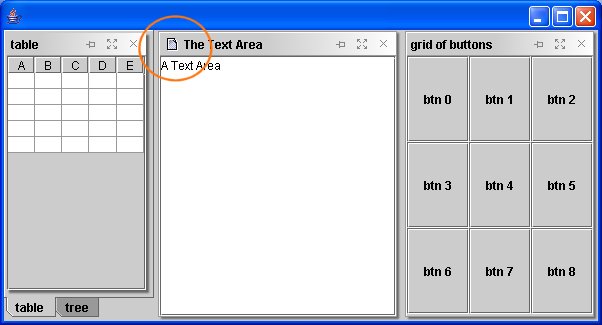 table
A B C D E
table tree
The Text Area
A Text Area
grid of buttons
btn 0 btn 1 btn 2
btn 3 btn 4 btn 5
btn 6 btn 7 btn 8